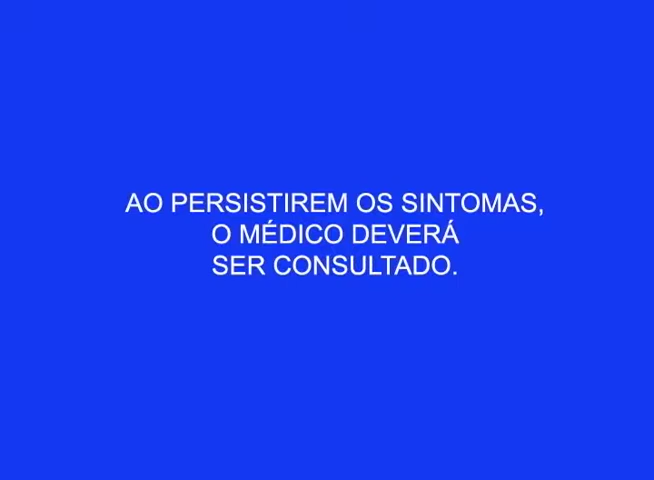 AO PERSISTIREM OS SINTOMAS,
O MÉDICO DEVERÁ
SER CONSULTADO.